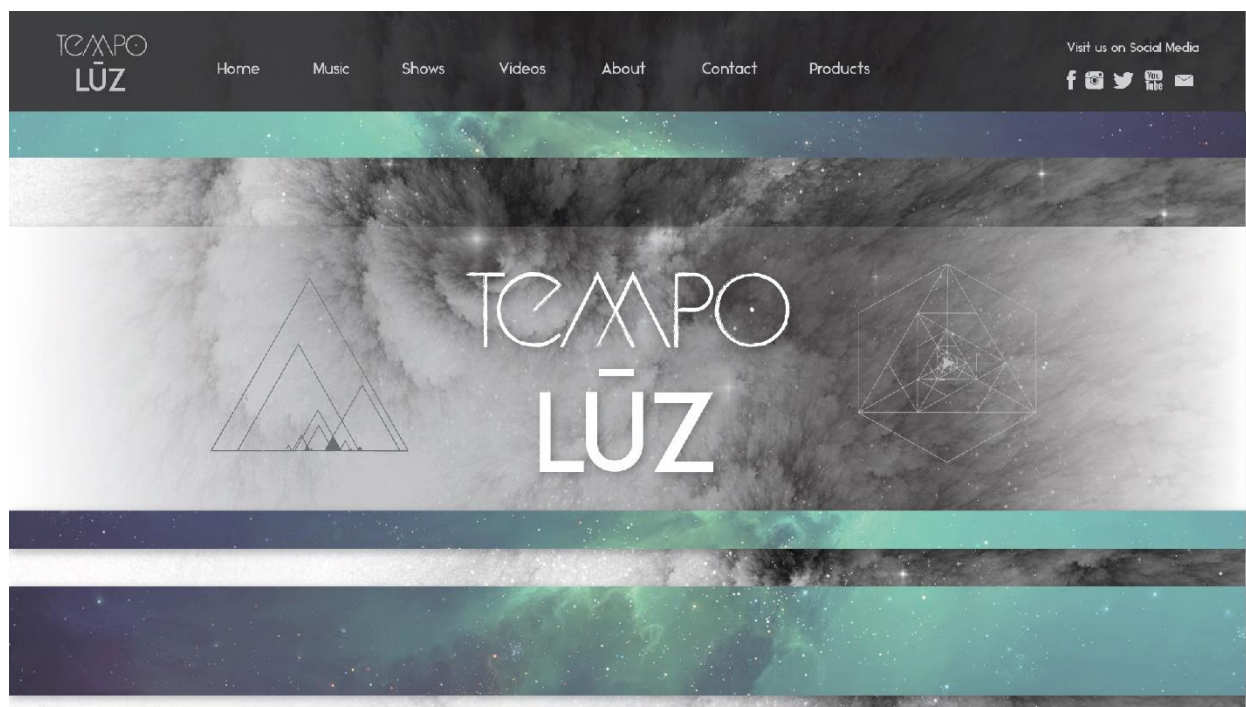 TEMPO
LŪZ
Home Music Shows Videos About Contact Products
Visit us on Social Media
f You Tube
TEMPO
LŪZ